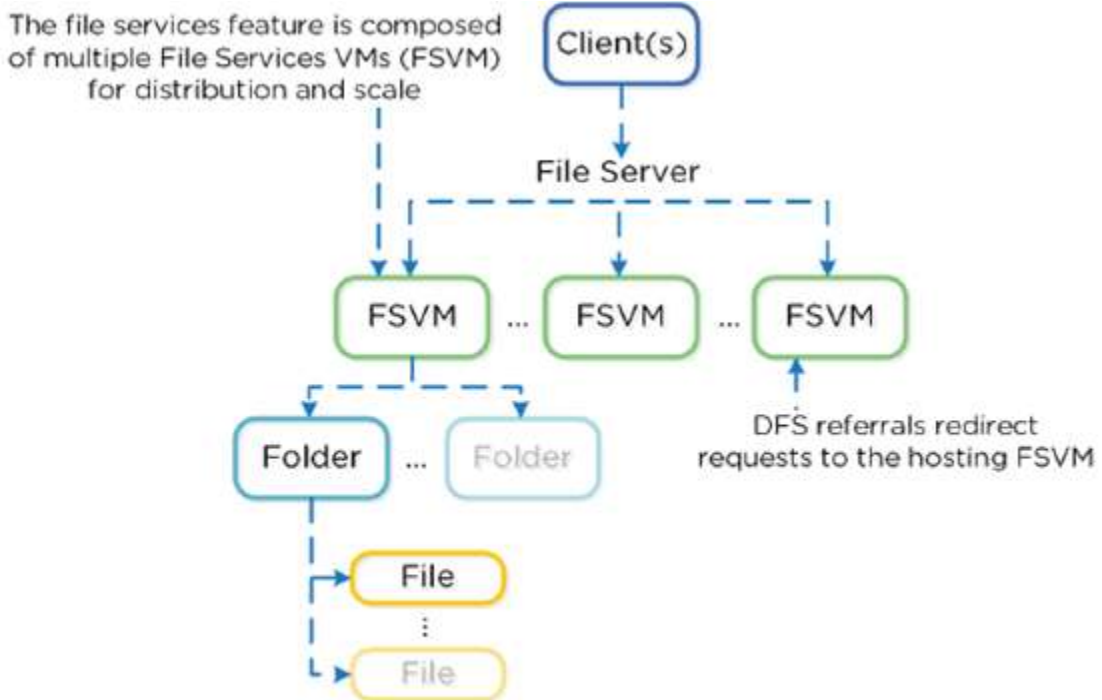 The file services feature is composed
of multiple File Services VMs (FSVM)
for distribution and scale
Client(s)
File Server
FSVM
...
FSVM
...
FSVM
DFS referrals redirect
requests to the hosting FSVM
Folder
...
Folder
File
...
File